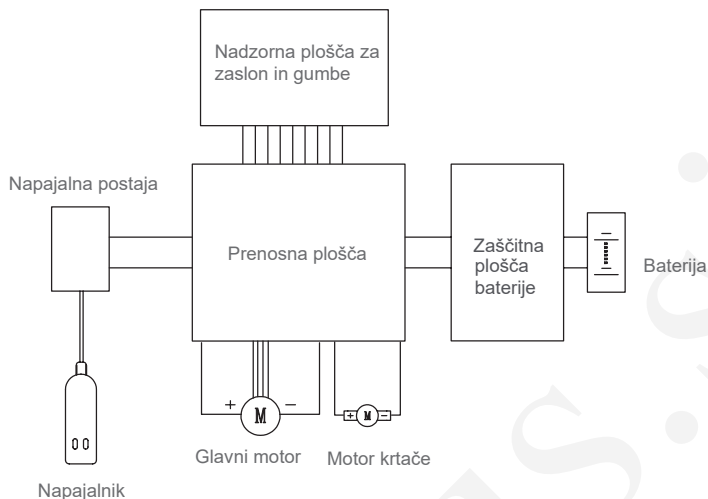 Nadzorna plošča za
zaslon in gumbe
Napajalna postaja
Prenosna plošča
Zaščitna
plošča
baterije
Baterija
+
M
−
+
M
−
Glavni motor
Motor krtače
Napajalnik